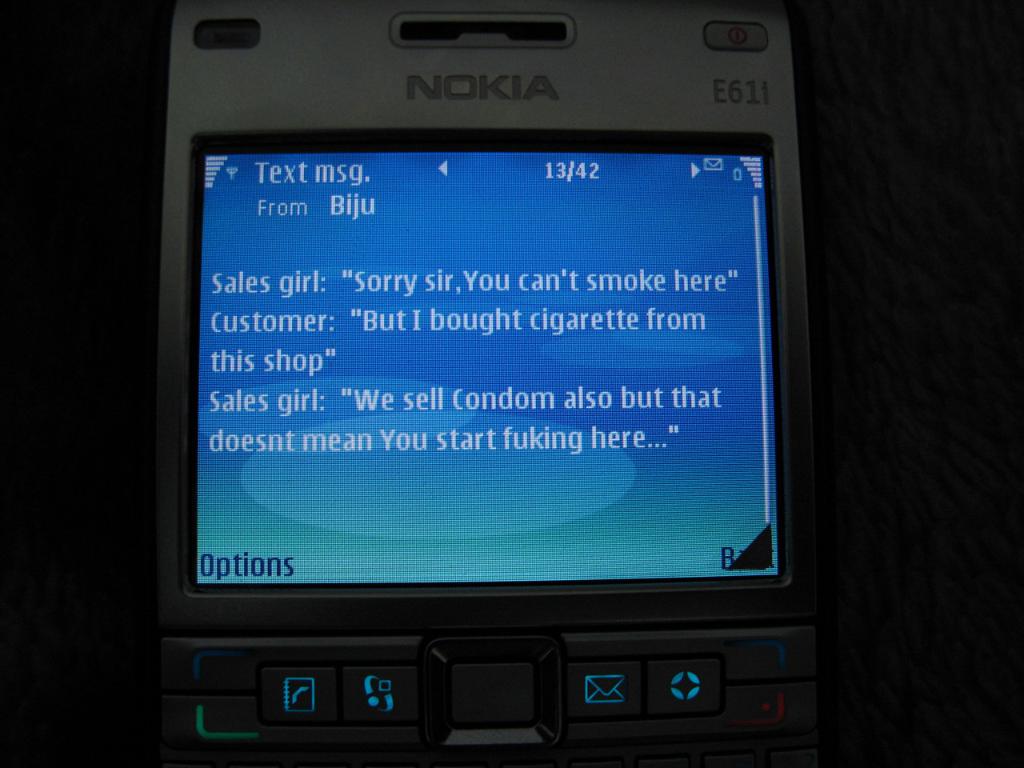 NOKIA
E61i
Text msg. 13/42
From Biju
Sales girl: "Sorry sir,You can't smoke here"
Customer: "But I bought cigarette from
this shop"
Sales girl: "We sell Condom also but that
doesnt mean You start fuking here..."
Options